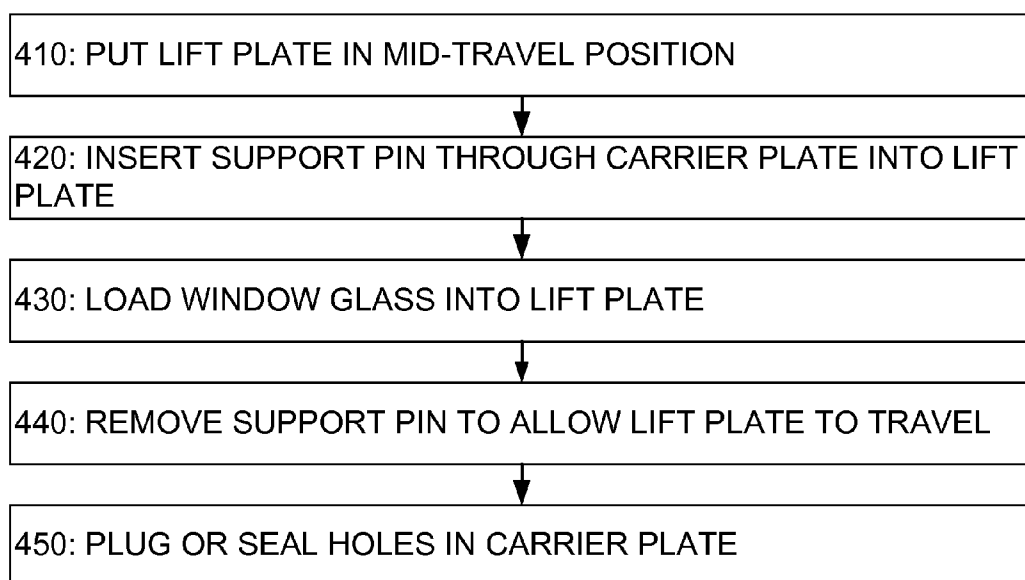 410: PUT LIFT PLATE IN MID-TRAVEL POSITION
420: INSERT SUPPORT PIN THROUGH CARRIER PLATE INTO LIFT
PLATE
430: LOAD WINDOW GLASS INTO LIFT PLATE
440: REMOVE SUPPORT PIN TO ALLOW LIFT PLATE TO TRAVEL
450: PLUG OR SEAL HOLES IN CARRIER PLATE